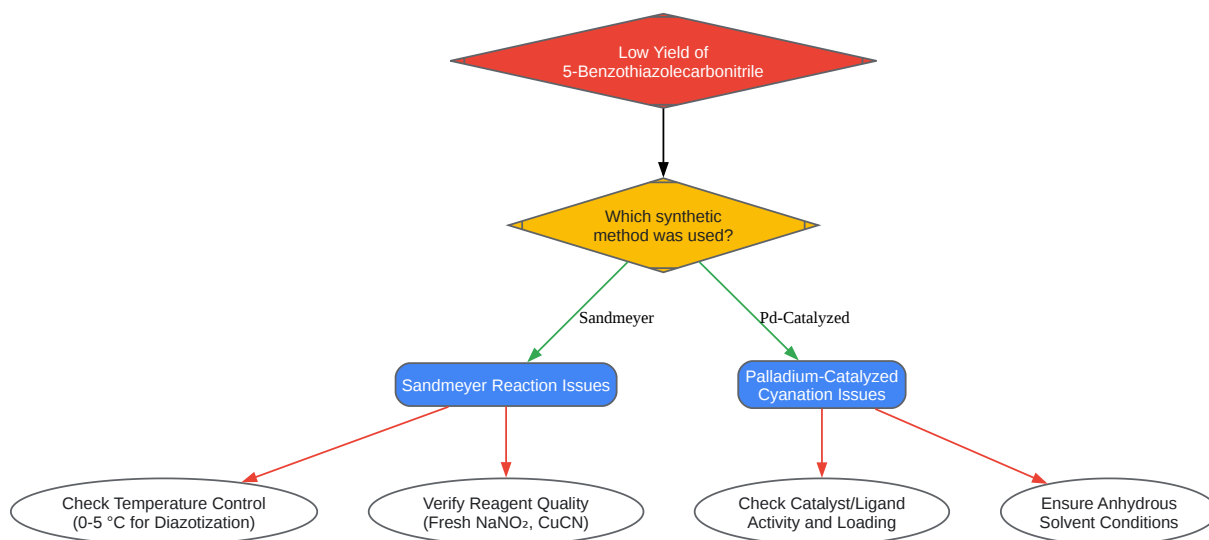 Low Yield of
5-Benzothiazolecarbonitrile
Which synthetic
method was used?
Sandmeyer
Pd-Catalyzed
Sandmeyer Reaction Issues
Palladium-Catalyzed
Cyanation Issues
Check Temperature Control
(0-5 °C for Diazotization)
Verify Reagent Quality
(Fresh NaNO₂, CuCN)
Check Catalyst/Ligand
Activity and Loading
Ensure Anhydrous
Solvent Conditions